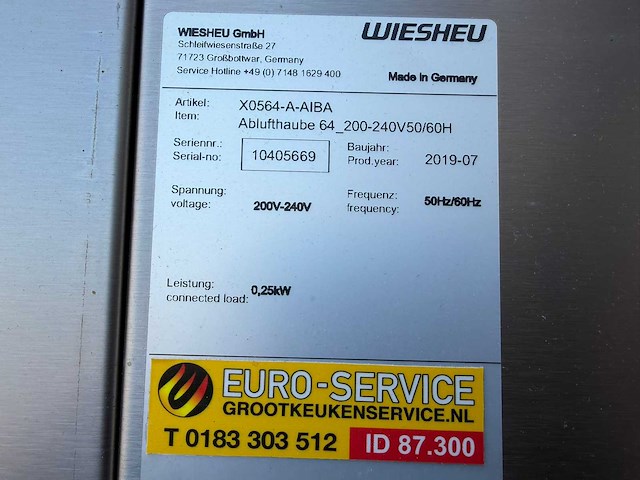 WIESHEU GmbH
Schleifwiesenstraße 27
71723 Großbottwar, Germany
Service Hotline +49 (0) 7148 1629 400
WIESHEU
Made in Germany
Artikel: X0564-A-AIBA
Item: Ablufthaube 64_200-240V50/60H
Seriennr.: Baujahr:
Serial-no: 10405669 Prod.year: 2019-07
Spannung: Frequenz:
voltage: 200V-240V frequency: 50Hz/60Hz
Leistung:
connected load: 0,25kW
EURO-SERVICE
GROOTKEUKENSERVICE.NL
T 0183 303 512 ID 87.300